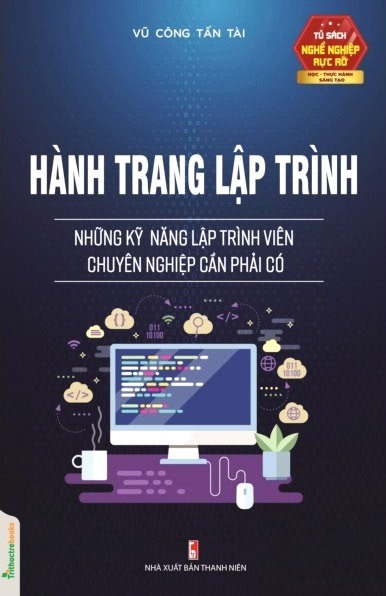 VŨ CÔNG TẤN TÀI
TỦ SÁCH
NGHỀ NGHIỆP
RỰC RỠ
HỌC - THỰC HÀNH
SÁNG TẠO
HÀNH TRANG LẬP TRÌNH
NHỮNG KỸ NĂNG LẬP TRÌNH VIÊN
CHUYÊN NGHIỆP CẦN PHẢI CÓ
{}
011
10100
</>
011
10100
</>
Trithuctrebooks
NHÀ XUẤT BẢN THANH NIÊN